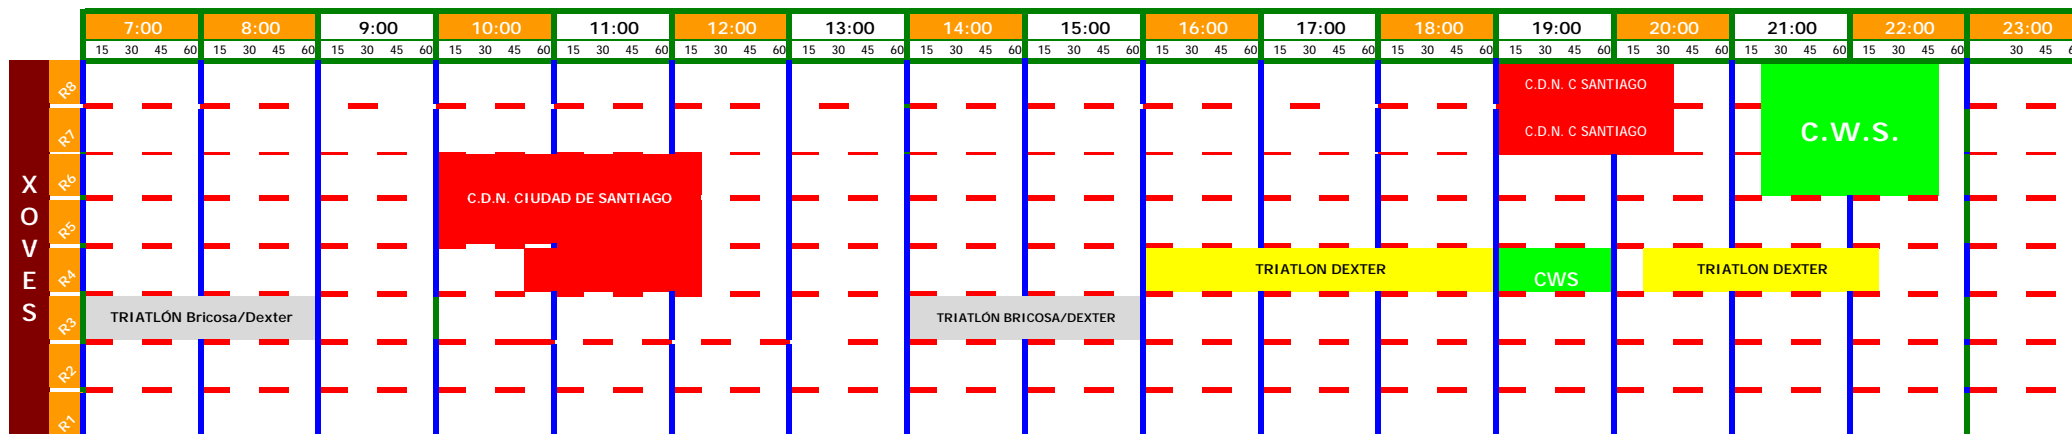 7:00 8:00 9:00 10:00 11:00 12:00 13:00 14:00 15:00 16:00 17:00 18:00 19:00 20:00 21:00 22:00 23:00
15 30 45 60 15 30 45 60 15 30 45 60 15 30 45 60 15 30 45 60 15 30 45 60 15 30 45 60 15 30 45 60 15 30 45 60 15 30 45 60 15 30 45 60 15 30 45 60 15 30 45 60 15 30 45 60 15 30 45 60 15 30 45 60 30 45
XOVES
R8
C.D.N. C SANTIAGO
R7
C.D.N. C SANTIAGO
C.W.S.
R6
C.D.N. CIUDAD DE SANTIAGO
R5
R4
TRIATLON DEXTER
CWS
TRIATLON DEXTER
R3
TRIATLÓN Bricosa/Dexter
TRIATLÓN BRICOSA/DEXTER
R2
R1